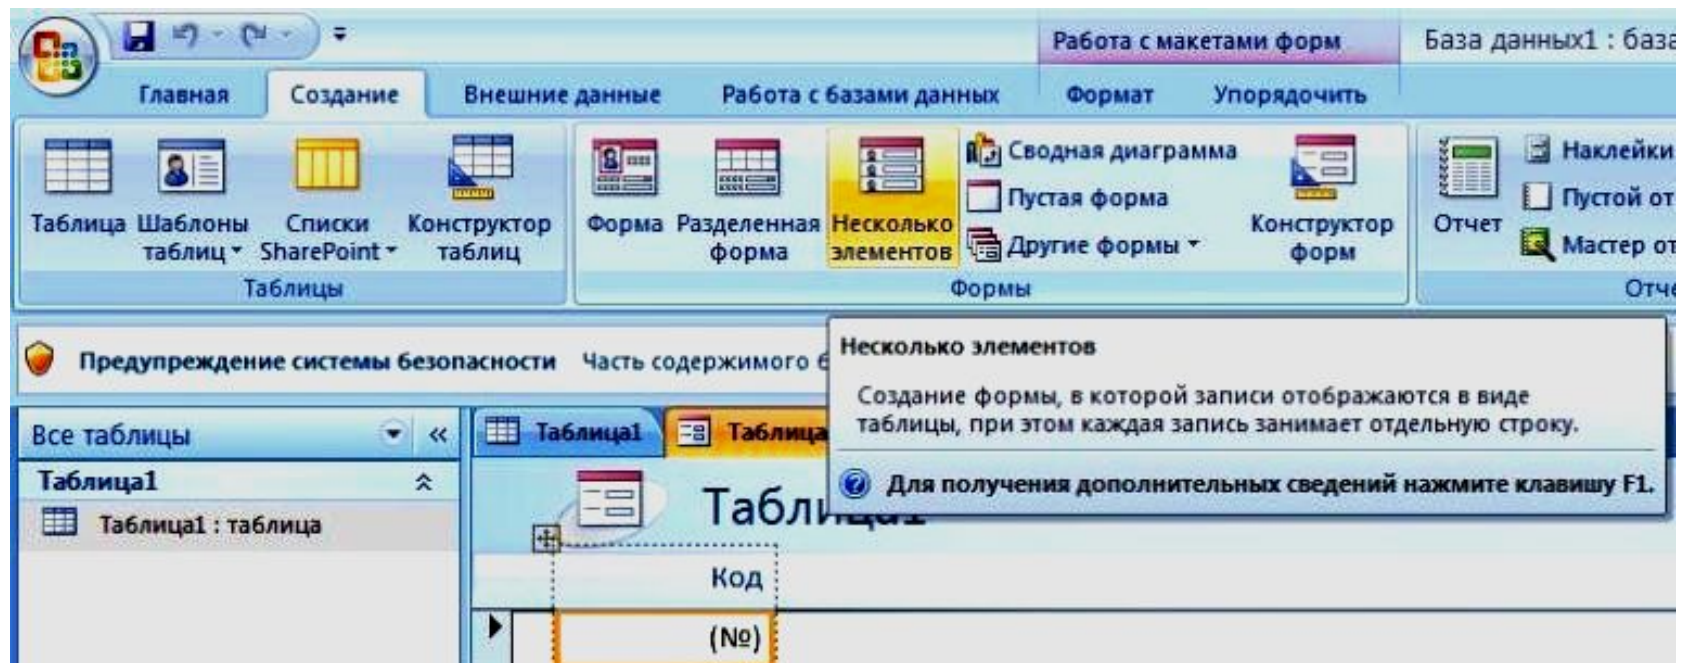 Работа с макетами форм
База данных1 : база
Главная
Создание
Внешние данные
Работа с базами данных
Формат
Упорядочить
Таблица
Шаблоны
таблиц
Списки
SharePoint
Конструктор
таблиц
Таблицы
Форма
Разделенная
форма
Несколько
элементов
Сводная диаграмма
Пустая форма
Другие формы
Конструктор
форм
Формы
Отчет
Наклейки
Пустой от
Мастер от
Отче
Предупреждение системы безопасности Часть содержимого б
Несколько элементов
Создание формы, в которой записи отображаются в виде
таблицы, при этом каждая запись занимает отдельную строку.
Для получения дополнительных сведений нажмите клавишу F1.
Все таблицы
Таблица1
Таблица1 : таблица
Таблица1
Таблица
Таблица1
Код
(№)